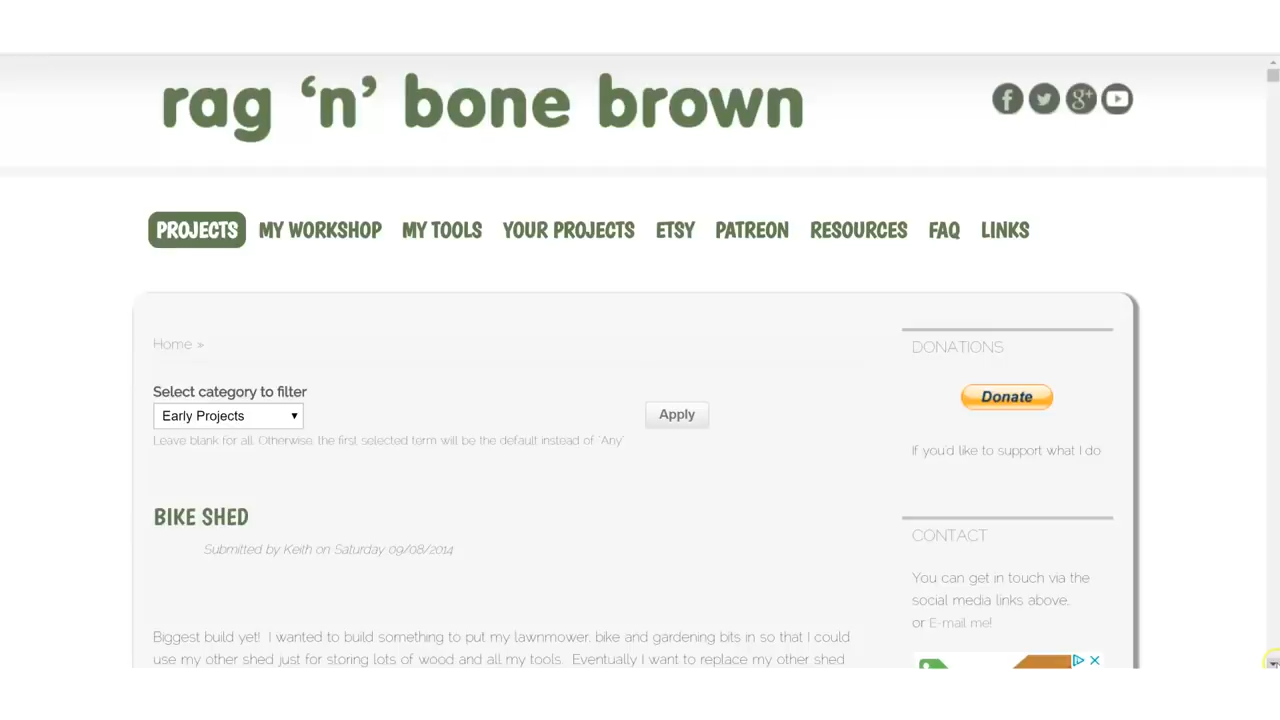 rag ‘n’ bone brown
PROJECTS MY WORKSHOP MY TOOLS YOUR PROJECTS ETSY PATREON RESOURCES FAQ LINKS
Home »
Select category to filter
Early Projects
Apply
Leave blank for all. Otherwise, the first selected term will be the default instead of "Any".
BIKE SHED
Submitted by Keith on Saturday 09/08/2014
Biggest build yet! I wanted to build something to put my lawnmower, bike and gardening bits in so that I could
use my other shed just for storing lots of wood and all my tools. Eventually I want to replace my other shed
DONATIONS
Donate
If you'd like to support what I do
CONTACT
You can get in touch via the
social media links above..
or E-mail me!